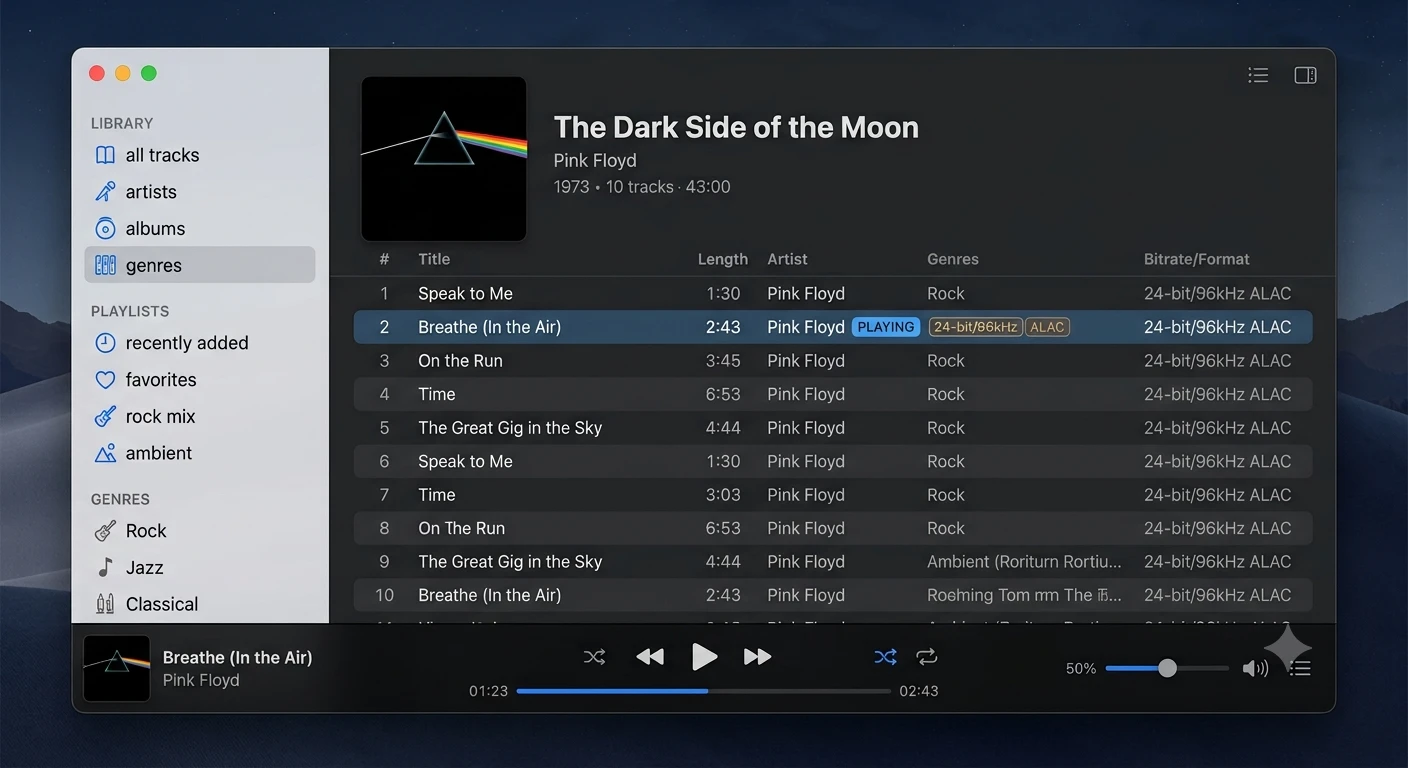 LIBRARY
all tracks
artists
albums
genres
PLAYLISTS
recently added
favorites
rock mix
ambient
GENRES
Rock
Jazz
Classical
The Dark Side of the Moon
Pink Floyd
1973 • 10 tracks · 43:00
# Title Length Artist Genres Bitrate/Format
1 Speak to Me 1:30 Pink Floyd Rock 24-bit/96kHz ALAC
2 Breathe (In the Air) 2:43 Pink Floyd PLAYING 24-bit/96kHz ALAC 24-bit/96kHz ALAC
3 On the Run 3:45 Pink Floyd Rock 24-bit/96kHz ALAC
4 Time 6:53 Pink Floyd Rock 24-bit/96kHz ALAC
5 The Great Gig in the Sky 4:44 Pink Floyd Rock 24-bit/96kHz ALAC
6 Speak to Me 1:30 Pink Floyd Rock 24-bit/96kHz ALAC
7 Time 3:03 Pink Floyd Rock 24-bit/96kHz ALAC
8 On The Run 6:53 Pink Floyd Rock 24-bit/96kHz ALAC
9 The Great Gig in the Sky 4:44 Pink Floyd Ambient (Roriturn Rortiu... 24-bit/96kHz ALAC
10 Breathe (In the Air) 2:43 Pink Floyd Roeming Tom The 24-bit/96kHz ALAC
Breathe (In the Air)
Pink Floyd
01:23 02:43
50%